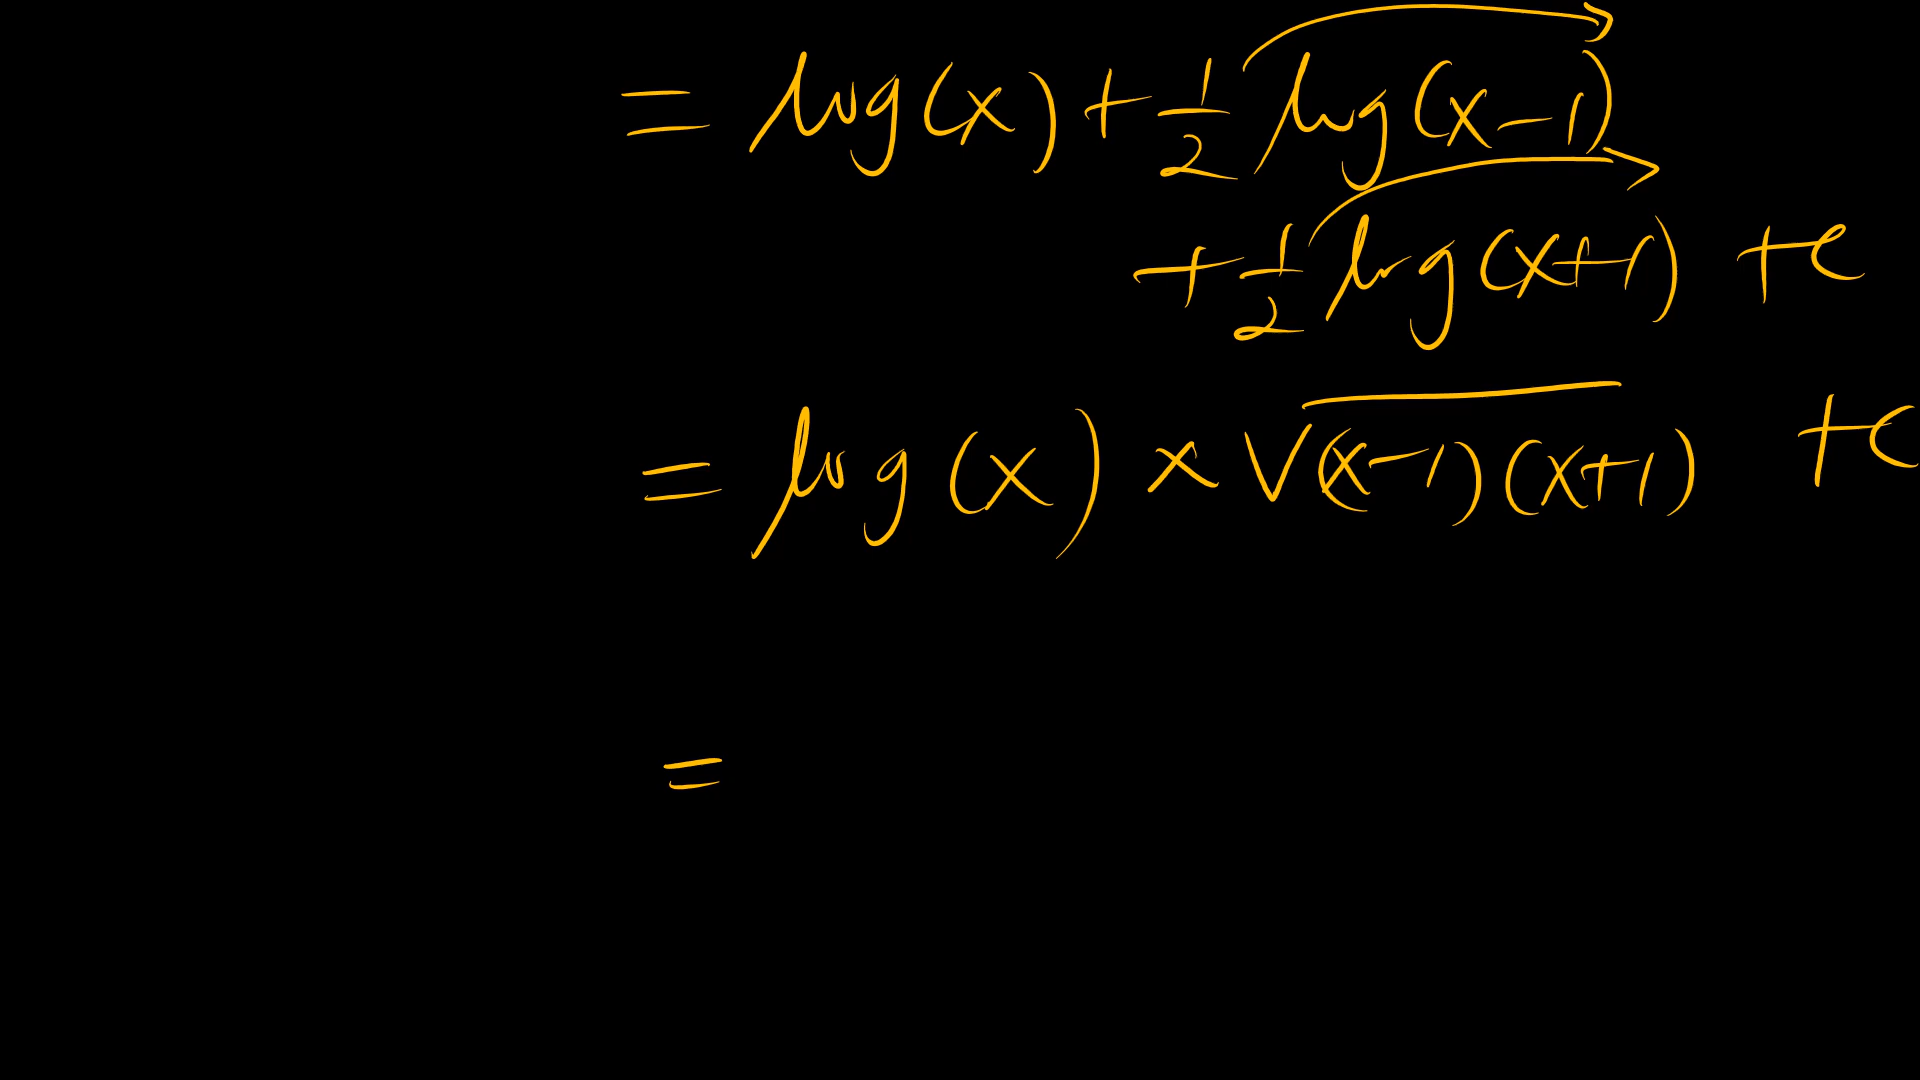 = log(x) + 1/2 log(x-1)
+ 1/2 log(x+1) + c
= log(x) × √(x-1)(x+1) + c
=